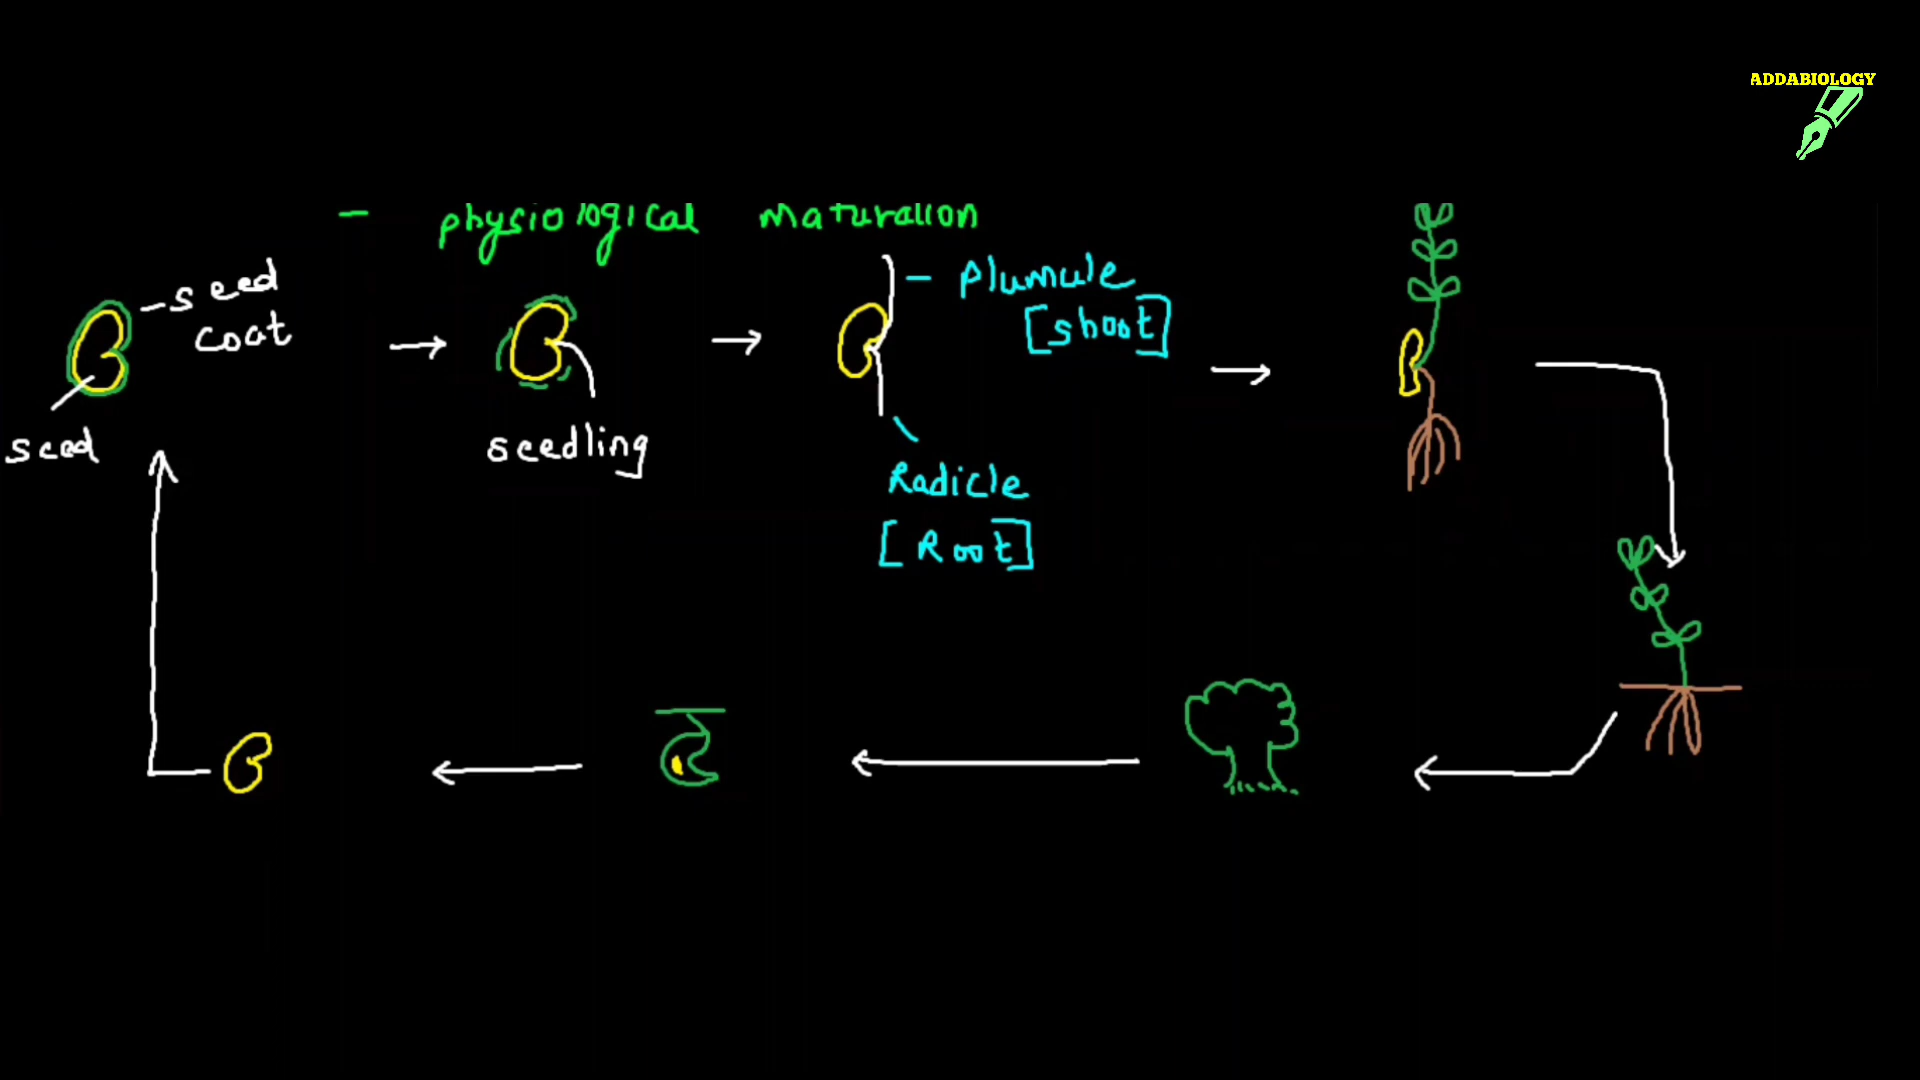 ADDABIOLOGY
- physiological maturation
seed
coat
seed
seedling
- Plumule
[shoot]
Radicle
[Root]